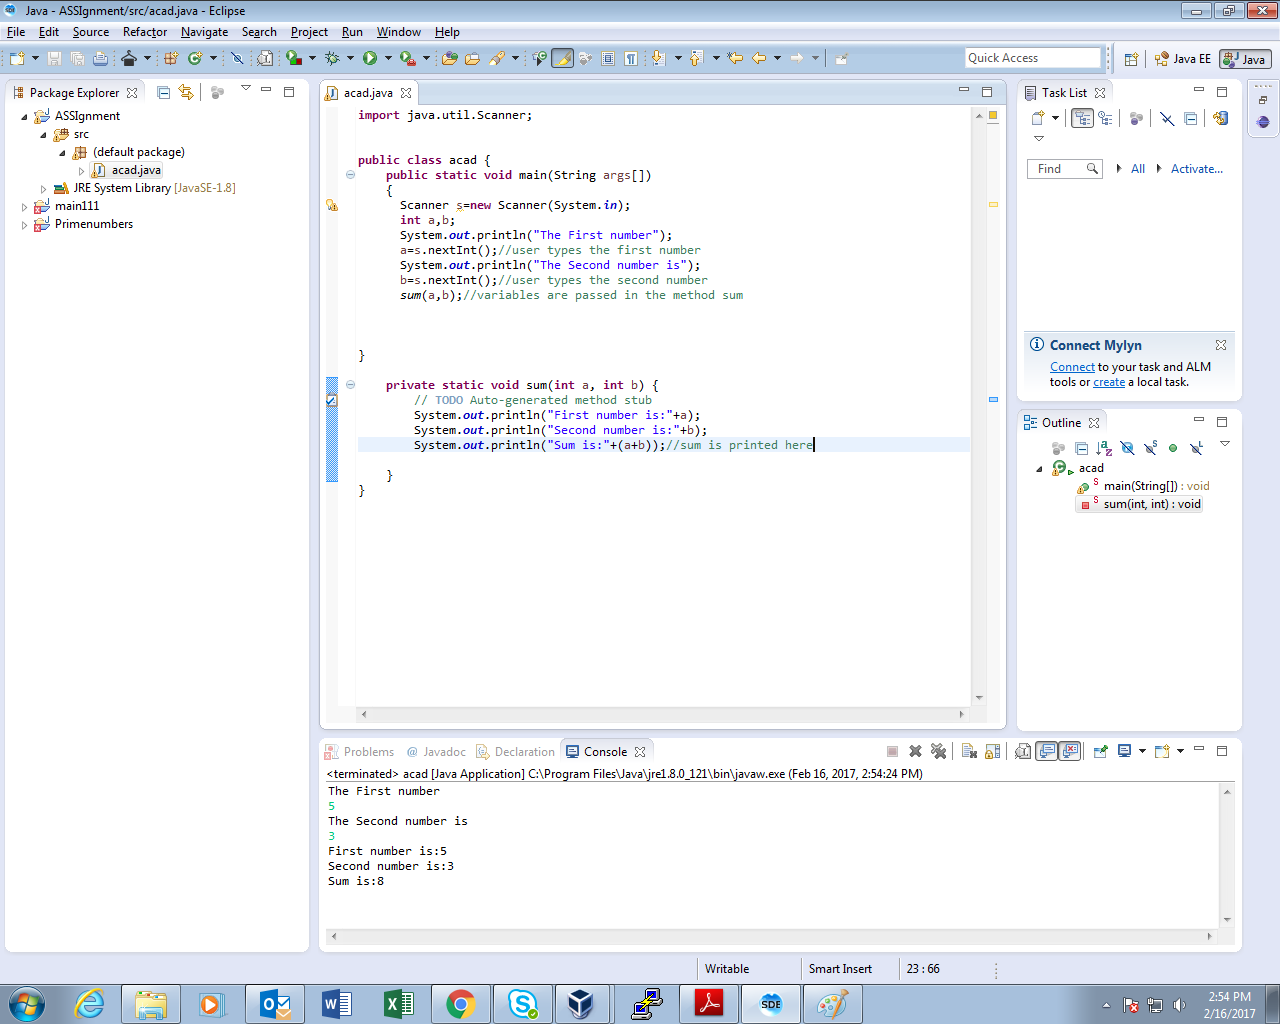 Java - ASSIgnment/src/acad.java - Eclipse
File Edit Source Refactor Navigate Search Project Run Window Help
Quick Access
Java EE
Java
Package Explorer
ASSIgnment
src
(default package)
acad.java
JRE System Library [JavaSE-1.8]
main111
Primenumbers
acad.java
import java.util.Scanner;
public class acad {
public static void main(String args[])
{
Scanner s=new Scanner(System.in);
int a,b;
System.out.println("The First number");
a=s.nextInt();//user types the first number
System.out.println("The Second number is");
b=s.nextInt();//user types the second number
sum(a,b);//variables are passed in the method sum
}
private static void sum(int a, int b) {
// TODO Auto-generated method stub
System.out.println("First number is:"+a);
System.out.println("Second number is:"+b);
System.out.println("Sum is:"+(a+b));//sum is printed here
}
}
Task List
Find
All
Activate...
Connect Mylyn
Connect to your task and ALM
tools or create a local task.
Outline
acad
main(String[]) : void
sum(int, int) : void
Problems @ Javadoc Declaration Console
<terminated> acad [Java Application] C:\Program Files\Java\jre1.8.0_121\bin\javaw.exe (Feb 16, 2017, 2:54:24 PM)
The First number
5
The Second number is
3
First number is:5
Second number is:3
Sum is:8
Writable
Smart Insert
23 : 66
SDE
2:54 PM
2/16/2017